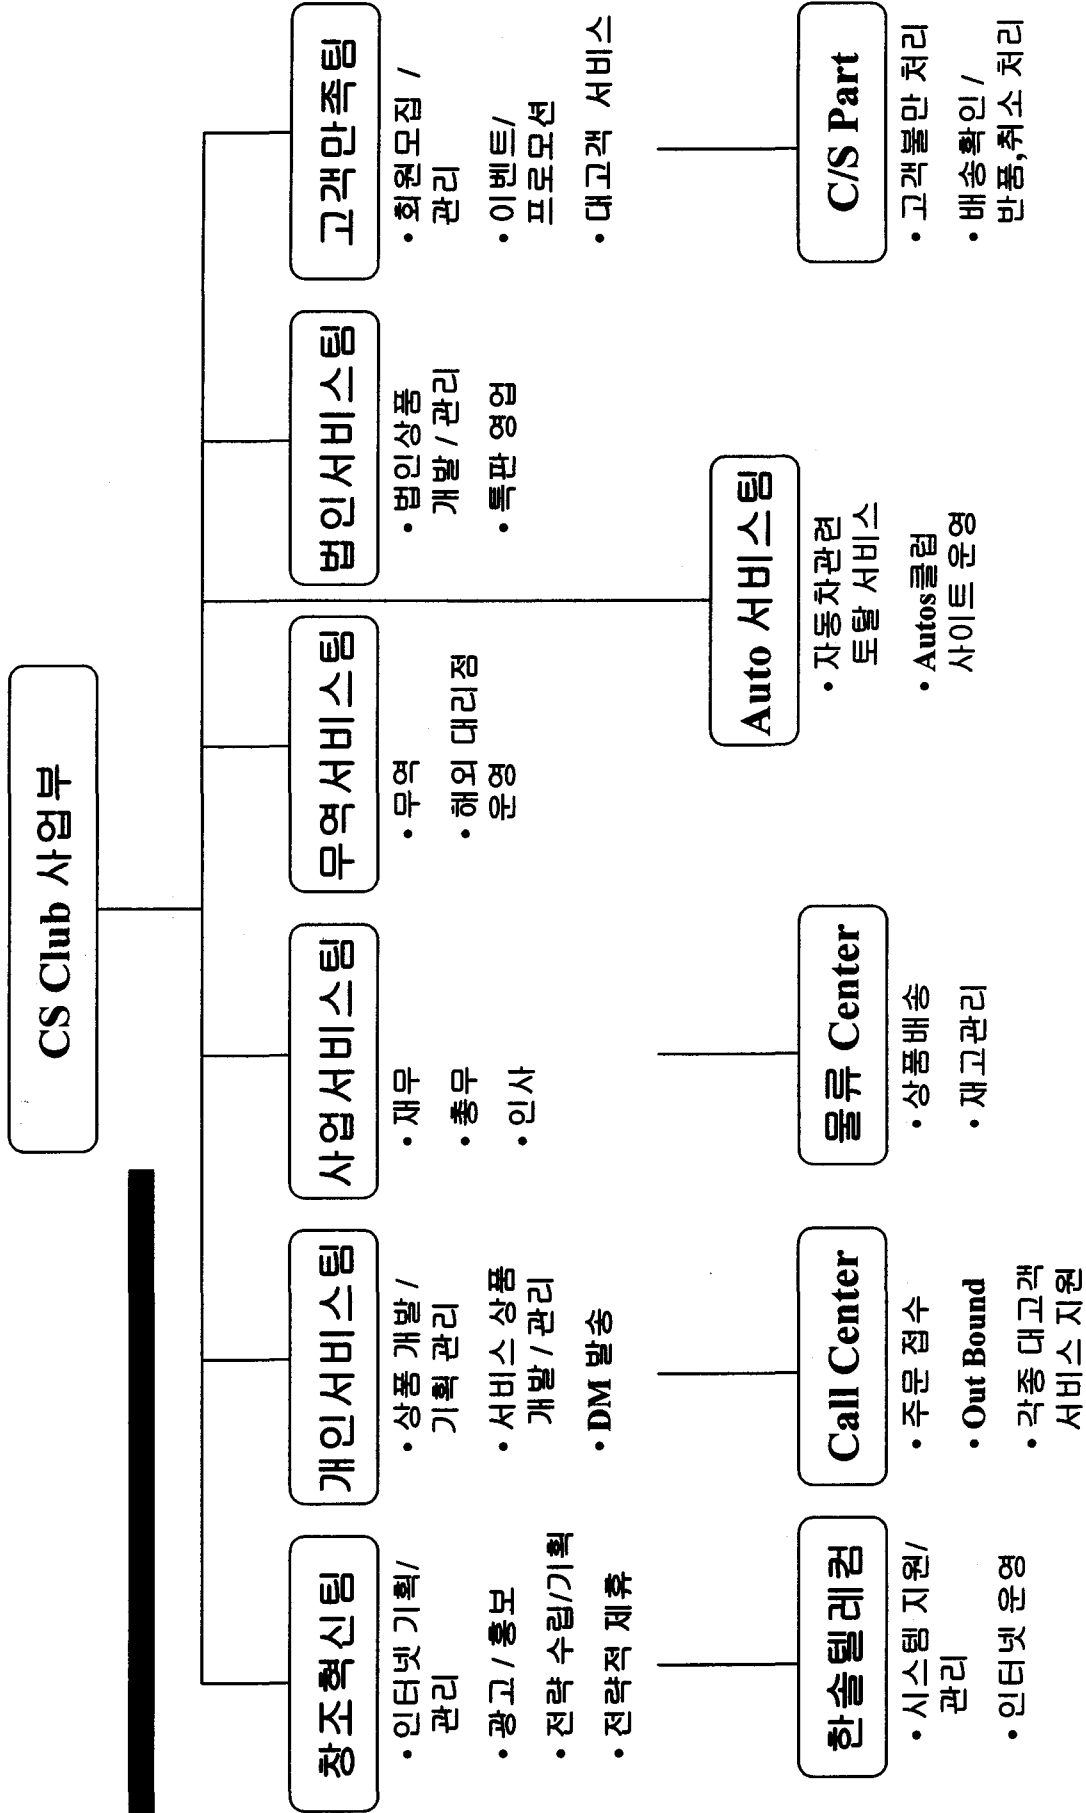 CS Club 사업부
창조혁신팀
• 인터넷 기획/
관리
• 광고 / 홍보
• 전략 수립/기획
• 전략적 제휴
개인서비스팀
• 상품 개발 /
기획 관리
• 서비스 상품
개발 / 관리
• DM 발송
사업서비스팀
• 재무
• 총무
• 인사
무역서비스팀
• 무역
• 해외 대리점
운영
법인서비스팀
• 법인상품
개발 / 관리
• 특판 영업
고객만족팀
• 회원모집 /
관리
• 이벤트/
프로모션
• 대고객 서비스
Auto 서비스팀
• 자동차관련
토탈 서비스
• Autos클럽
사이트 운영
한솔텔레컴
• 시스템 지원/
관리
• 인터넷 운영
Call Center
• 주문 접수
• Out Bound
• 각종 대고객
서비스 지원
물류 Center
• 상품배송
• 재고관리
C/S Part
• 고객불만 처리
• 배송확인 /
반품,취소 처리